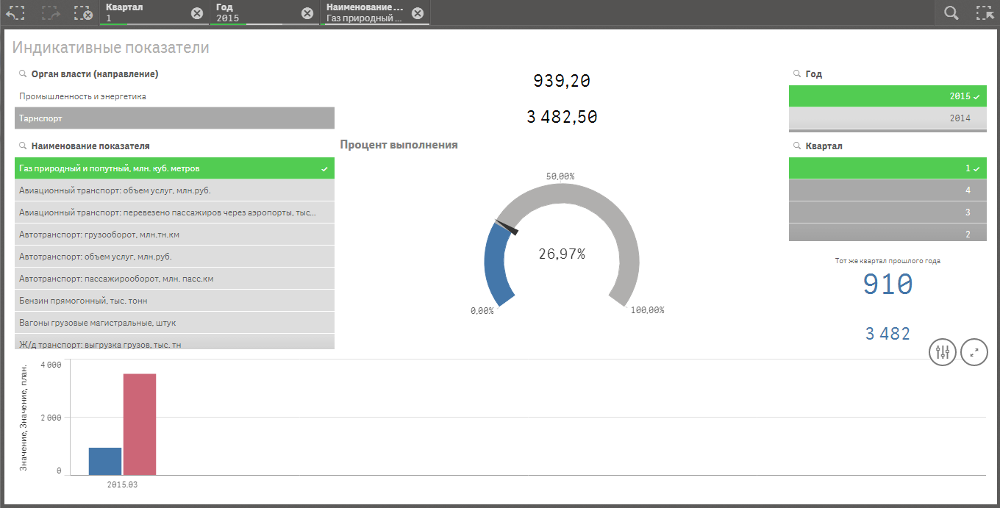 Квартал
1
Год
2015
Наименование ...
Газ природный ...
Индикативные показатели
Орган власти (направление)
Промышленность и энергетика
Тарнспорт
Наименование показателя
Газ природный и попутный, млн. куб. метров
Авиационный транспорт: объем услуг, млн.руб.
Авиационный транспорт: перевезено пассажиров через аэропорты, тыс...
Автотранспорт: грузооборот, млн.тн.км
Автотранспорт: объем услуг, млн.руб.
Автотранспорт: пассажирооборот, млн. пасс.км
Бензин прямогонный, тыс. тонн
Вагоны грузовые магистральные, штук
Ж/д транспорт: выгрузка грузов, тыс. тн
939,20
3 482,50
Процент выполнения
50,00%
26,97%
0,00%
100,00%
Год
2015
2014
Квартал
1
4
3
2
Тот же квартал прошлого года
910
3 482
Значение, Значение, план.
4 000
2 000
0
2015.03